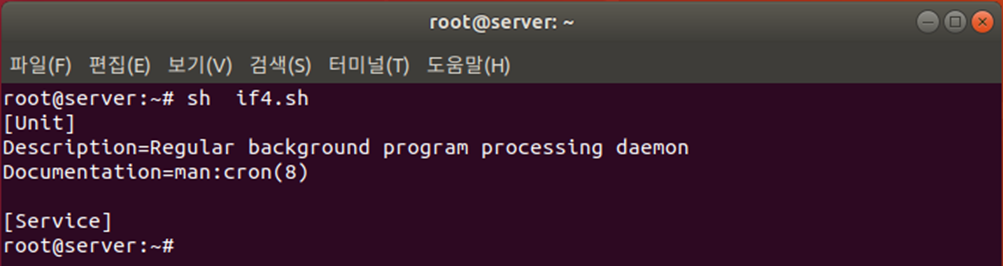 root@server: ~
파일(F) 편집(E) 보기(V) 검색(S) 터미널(T) 도움말(H)
root@server:~# sh  if4.sh
[Unit]
Description=Regular background program processing daemon
Documentation=man:cron(8)

[Service]
root@server:~#